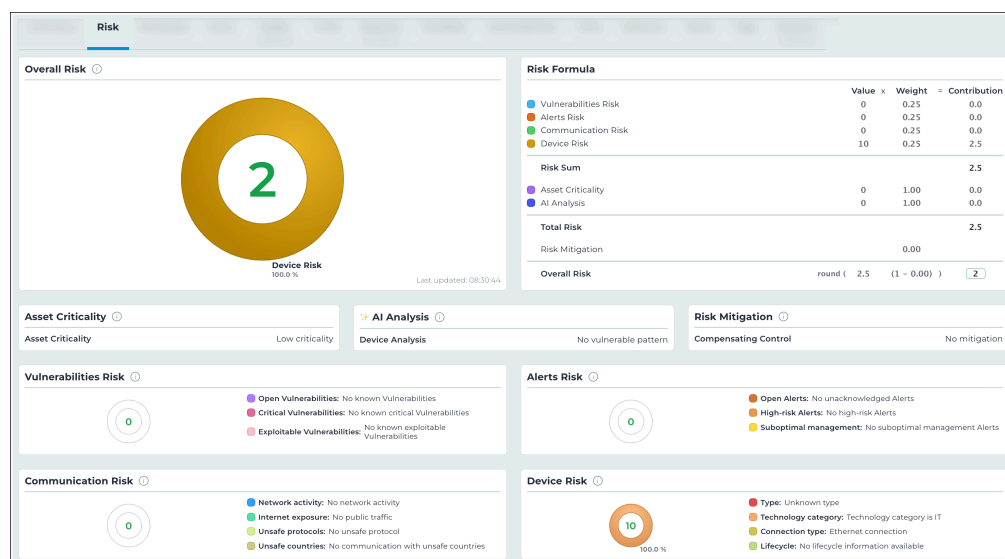 Risk
Overall Risk
2
Device Risk
100.0 %
Last updated: 08:30:44
Risk Formula
Value x Weight = Contribution
Vulnerabilities Risk 0 0.25 0.0
Alerts Risk 0 0.25 0.0
Communication Risk 0 0.25 0.0
Device Risk 10 0.25 2.5
Risk Sum 2.5
Asset Criticality 0 1.00 0.0
AI Analysis 0 1.00 0.0
Total Risk 2.5
Risk Mitigation 0.00
Overall Risk round ( 2.5 (1 – 0.00) ) 2
Asset Criticality
Asset Criticality Low criticality
AI Analysis
Device Analysis No vulnerable pattern
Risk Mitigation
Compensating Control No mitigation
Vulnerabilities Risk
0
Open Vulnerabilities: No known Vulnerabilities
Critical Vulnerabilities: No known critical Vulnerabilities
Exploitable Vulnerabilities: No known exploitable
Vulnerabilities
Alerts Risk
0
Open Alerts: No unacknowledged Alerts
High-risk Alerts: No high-risk Alerts
Suboptimal management: No suboptimal management Alerts
Communication Risk
0
Network activity: No network activity
Internet exposure: No public traffic
Unsafe protocols: No unsafe protocol
Unsafe countries: No communication with unsafe countries
Device Risk
10
100.0 %
Type: Unknown type
Technology category: Technology category is IT
Connection type: Ethernet connection
Lifecycle: No lifecycle information available